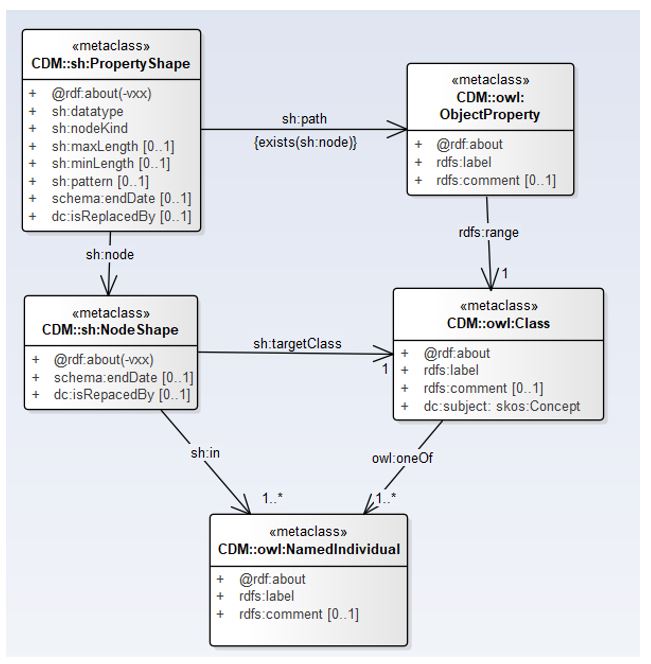 «metaclass»
CDM::sh:PropertyShape
+ @rdf:about(-vxx)
+ sh:datatype
+ sh:nodeKind
+ sh:maxLength [0..1]
+ sh:minLength [0..1]
+ sh:pattern [0..1]
+ schema:endDate [0..1]
+ dc:isReplacedBy [0..1]
sh:path
{exists(sh:node)}
«metaclass»
CDM::owl:
ObjectProperty
+ @rdf:about
+ rdfs:label
+ rdfs:comment [0..1]
sh:node
rdfs:range
1
«metaclass»
CDM::sh:NodeShape
+ @rdf:about(-vxx)
+ schema:endDate [0..1]
+ dc:isRepacedBy [0..1]
sh:targetClass
1
«metaclass»
CDM::owl:Class
+ @rdf:about
+ rdfs:label
+ rdfs:comment [0..1]
+ dc:subject: skos:Concept
sh:in
1..*
owl:oneOf
1..*
«metaclass»
CDM::owl:NamedIndividual
+ @rdf:about
+ rdfs:label
+ rdfs:comment [0..1]